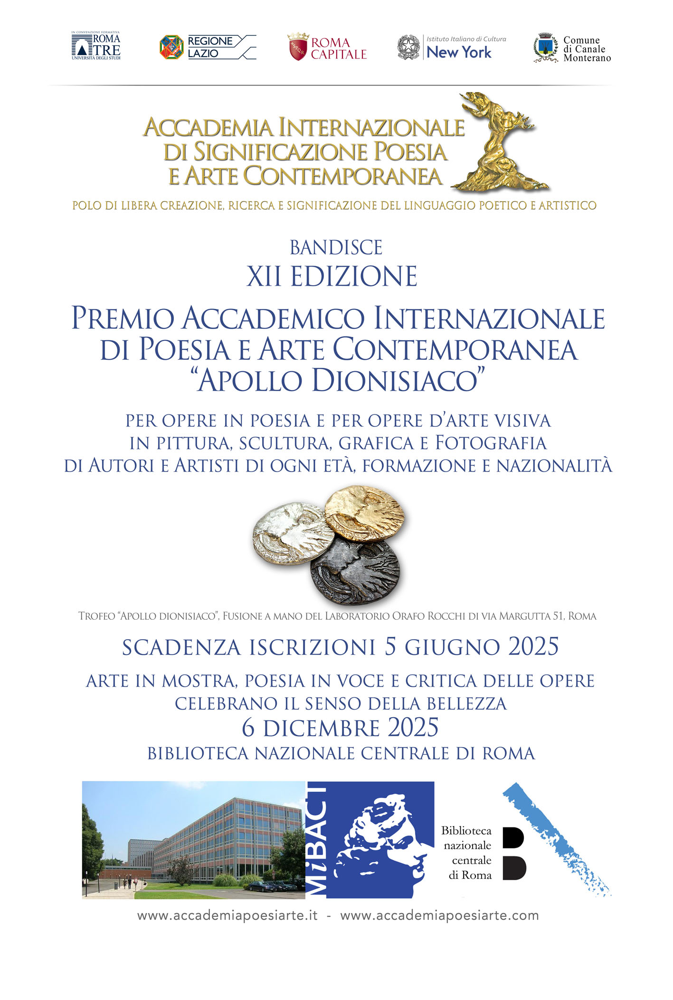 IN CONVENZIONE FORMATIVA
ROMA
TRE
UNIVERSITÀ DEGLI STUDI
REGIONE
LAZIO
SPQR
ROMA
CAPITALE
Istituto Italiano di Cultura
New York
Comune
di Canale
Monterano
Accademia Internazionale
di Significazione Poesia
e Arte Contemporanea
POLO DI LIBERA CREAZIONE, RICERCA E SIGNIFICAZIONE DEL LINGUAGGIO POETICO E ARTISTICO
BANDISCE
XII EDIZIONE
Premio Accademico Internazionale
di Poesia e Arte Contemporanea
“Apollo Dionisiaco”
per opere in poesia e per opere d’arte visiva
in pittura, scultura, grafica e Fotografia
di Autori e Artisti di ogni età, formazione e nazionalità
Trofeo “Apollo dionisiaco”, Fusione a mano del Laboratorio Orafo Rocchi di via Margutta 51, Roma
scadenza iscrizioni 5 giugno 2025
arte in mostra, poesia in voce e critica delle opere
celebrano il senso della bellezza
6 dicembre 2025
biblioteca nazionale centrale di roma
MiBACT
Biblioteca
nazionale
centrale
di Roma
www.accademiapoesiarte.it - www.accademiapoesiarte.com